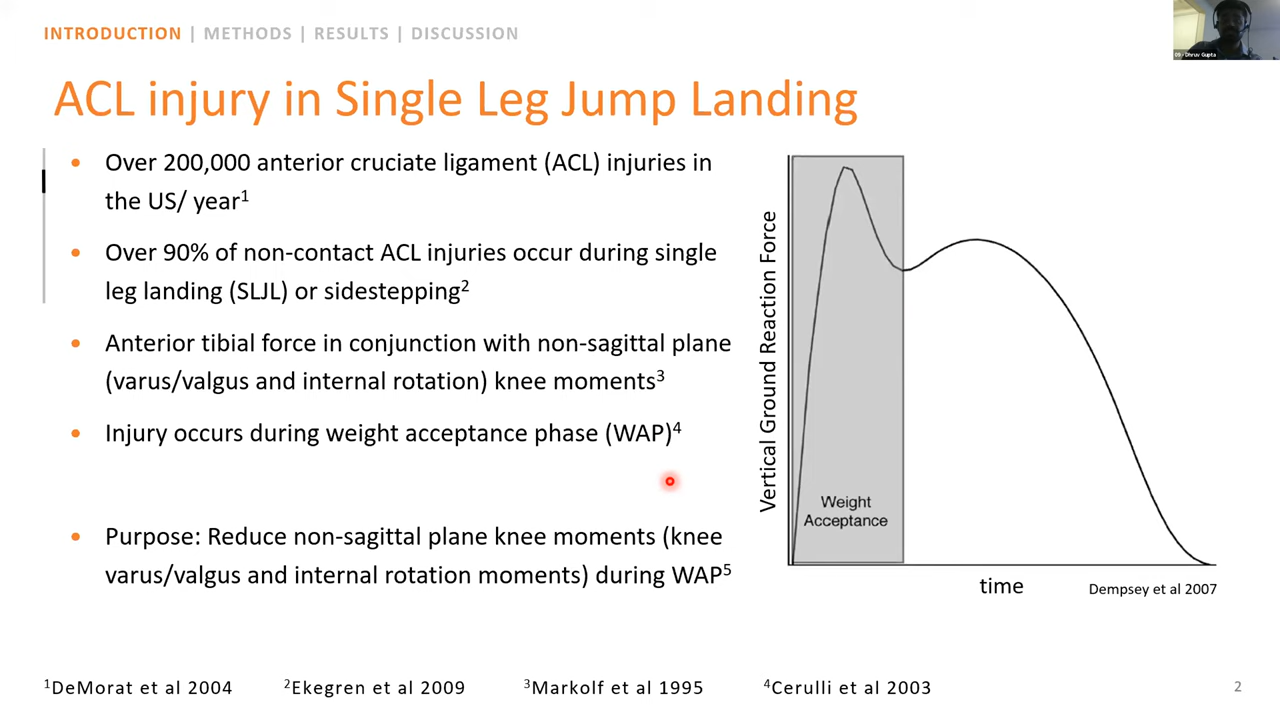 INTRODUCTION | METHODS | RESULTS | DISCUSSION
09 - Dhruv Gupta
ACL injury in Single Leg Jump Landing
• Over 200,000 anterior cruciate ligament (ACL) injuries in
the US/ year¹
• Over 90% of non-contact ACL injuries occur during single
leg landing (SLJL) or sidestepping²
• Anterior tibial force in conjunction with non-sagittal plane
(varus/valgus and internal rotation) knee moments³
• Injury occurs during weight acceptance phase (WAP)⁴
• Purpose: Reduce non-sagittal plane knee moments (knee
varus/valgus and internal rotation moments) during WAP⁵
Vertical Ground Reaction Force
Weight
Acceptance
time
Dempsey et al 2007
¹DeMorat et al 2004 ²Ekegren et al 2009 ³Markolf et al 1995 ⁴Cerulli et al 2003
2